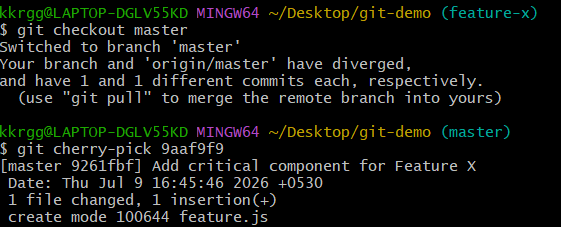 kkrgg@LAPTOP-DGLV55KD MINGW64 ~/Desktop/git-demo (feature-x)
$ git checkout master
Switched to branch 'master'
Your branch and 'origin/master' have diverged,
and have 1 and 1 different commits each, respectively.
  (use "git pull" to merge the remote branch into yours)

kkrgg@LAPTOP-DGLV55KD MINGW64 ~/Desktop/git-demo (master)
$ git cherry-pick 9aaf9f9
[master 9261fbf] Add critical component for Feature X
 Date: Thu Jul 9 16:45:46 2026 +0530
 1 file changed, 1 insertion(+)
 create mode 100644 feature.js